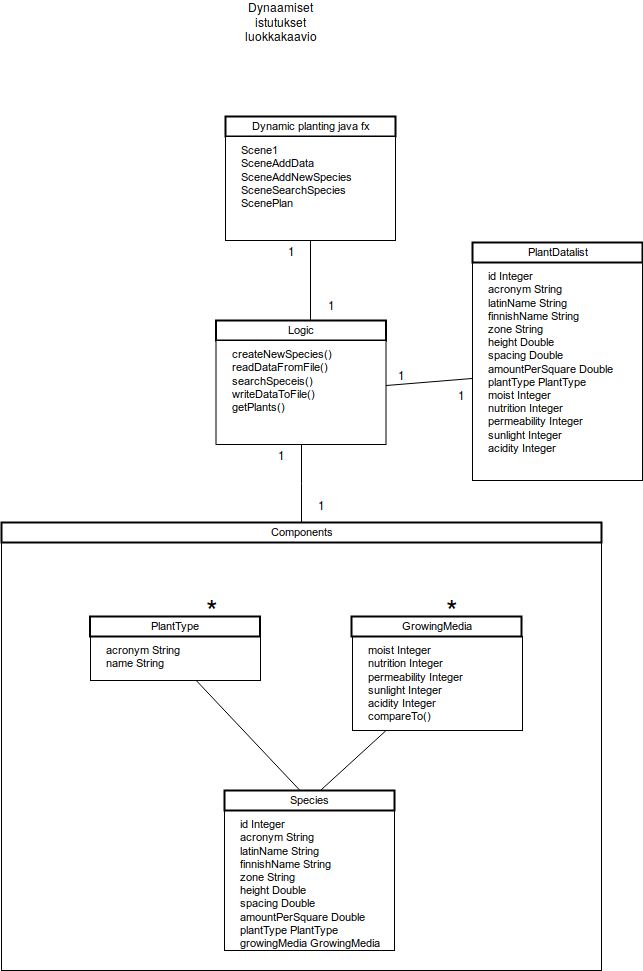 Dynaamiset
istutukset
luokkakaavio
Dynamic planting java fx
Scene1
SceneAddData
SceneAddNewSpecies
SceneSearchSpecies
ScenePlan
1
1
PlantDatalist
id Integer
acronym String
latinName String
finnishName String
zone String
height Double
spacing Double
amountPerSquare Double
plantType PlantType
moist Integer
nutrition Integer
permeability Integer
sunlight Integer
acidity Integer
Logic
createNewSpecies()
readDataFromFile()
searchSpeceis()
writeDataToFile()
getPlants()
1
1
1
1
Components
*
PlantType
acronym String
name String
*
GrowingMedia
moist Integer
nutrition Integer
permeability Integer
sunlight Integer
acidity Integer
compareTo()
Species
id Integer
acronym String
latinName String
finnishName String
zone String
height Double
spacing Double
amountPerSquare Double
plantType PlantType
growingMedia GrowingMedia